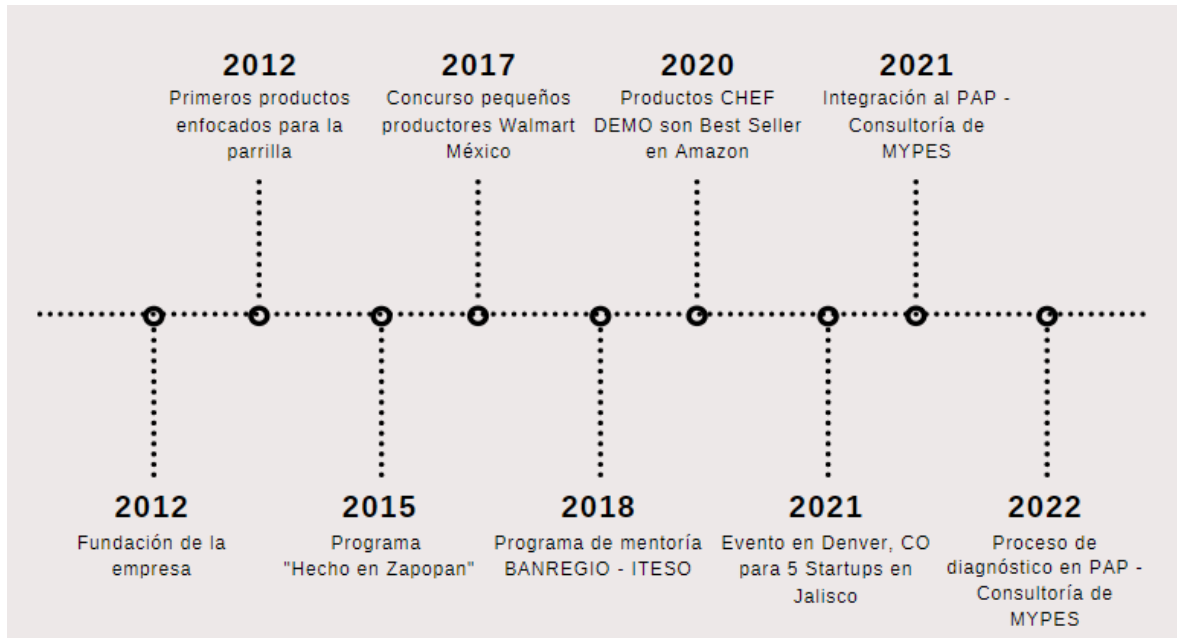 2012
Primeros productos
enfocados para la
parrilla
2017
Concurso pequeños
productores Walmart
México
2020
Productos CHEF
DEMO son Best Seller
en Amazon
2021
Integración al PAP -
Consultoría de
MYPES
2012
Fundación de la
empresa
2015
Programa
"Hecho en Zapopan"
2018
Programa de mentoría
BANREGIO - ITESO
2021
Evento en Denver, CO
para 5 Startups en
Jalisco
2022
Proceso de
diagnóstico en PAP -
Consultoría de
MYPES